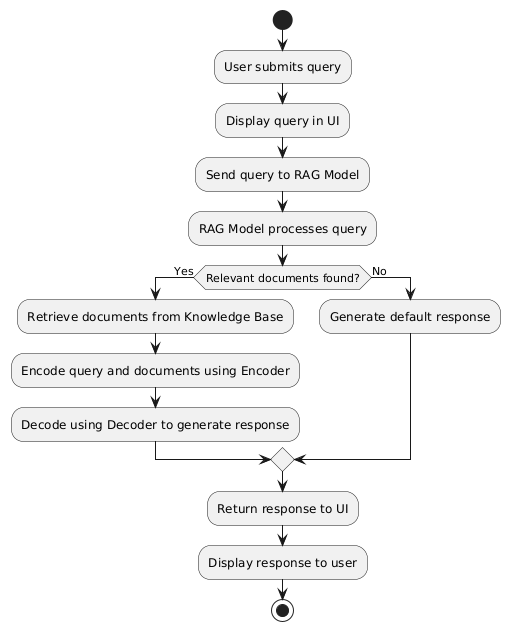 User submits query
Display query in UI
Send query to RAG Model
RAG Model processes query
Relevant documents found?
Yes
No
Retrieve documents from Knowledge Base
Generate default response
Encode query and documents using Encoder
Decode using Decoder to generate response
Return response to UI
Display response to user